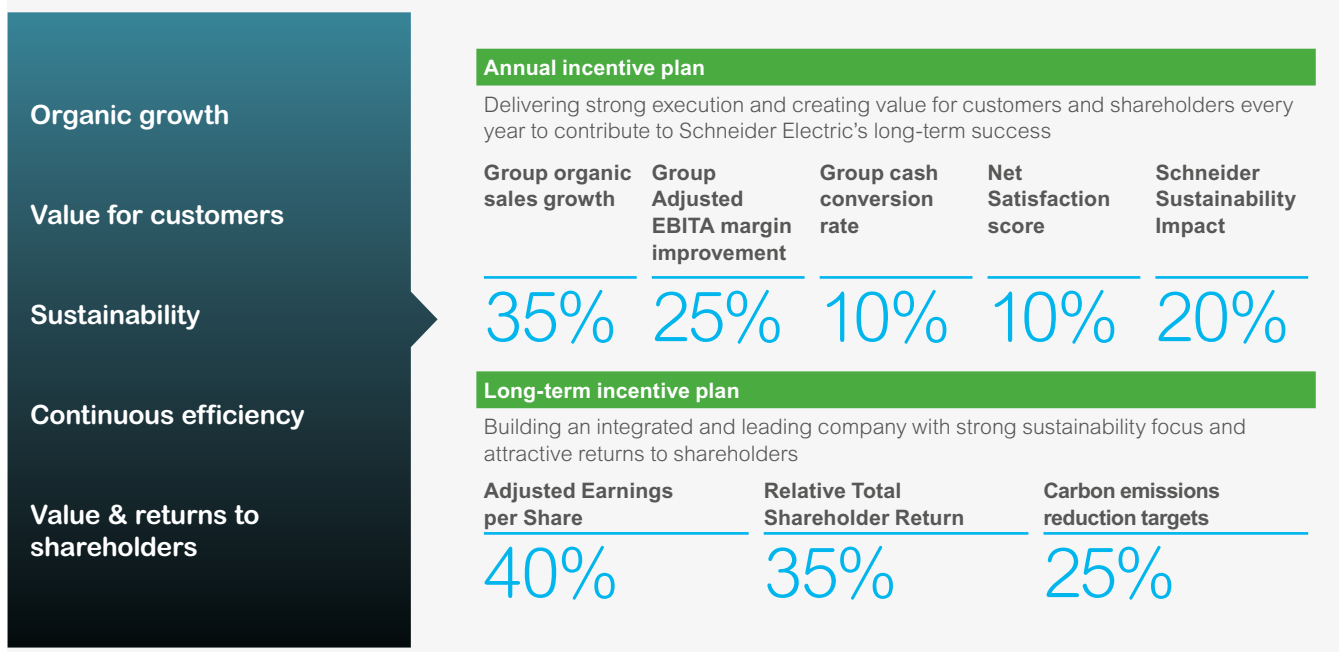 Organic growth
Value for customers
Sustainability
Continuous efficiency
Value & returns to
shareholders
Annual incentive plan
Delivering strong execution and creating value for customers and shareholders every
year to contribute to Schneider Electric’s long-term success
Group organic
sales growth
35%
Group
Adjusted
EBITA margin
improvement
25%
Group cash
conversion
rate
10%
Net
Satisfaction
score
10%
Schneider
Sustainability
Impact
20%
Long-term incentive plan
Building an integrated and leading company with strong sustainability focus and
attractive returns to shareholders
Adjusted Earnings
per Share
40%
Relative Total
Shareholder Return
35%
Carbon emissions
reduction targets
25%